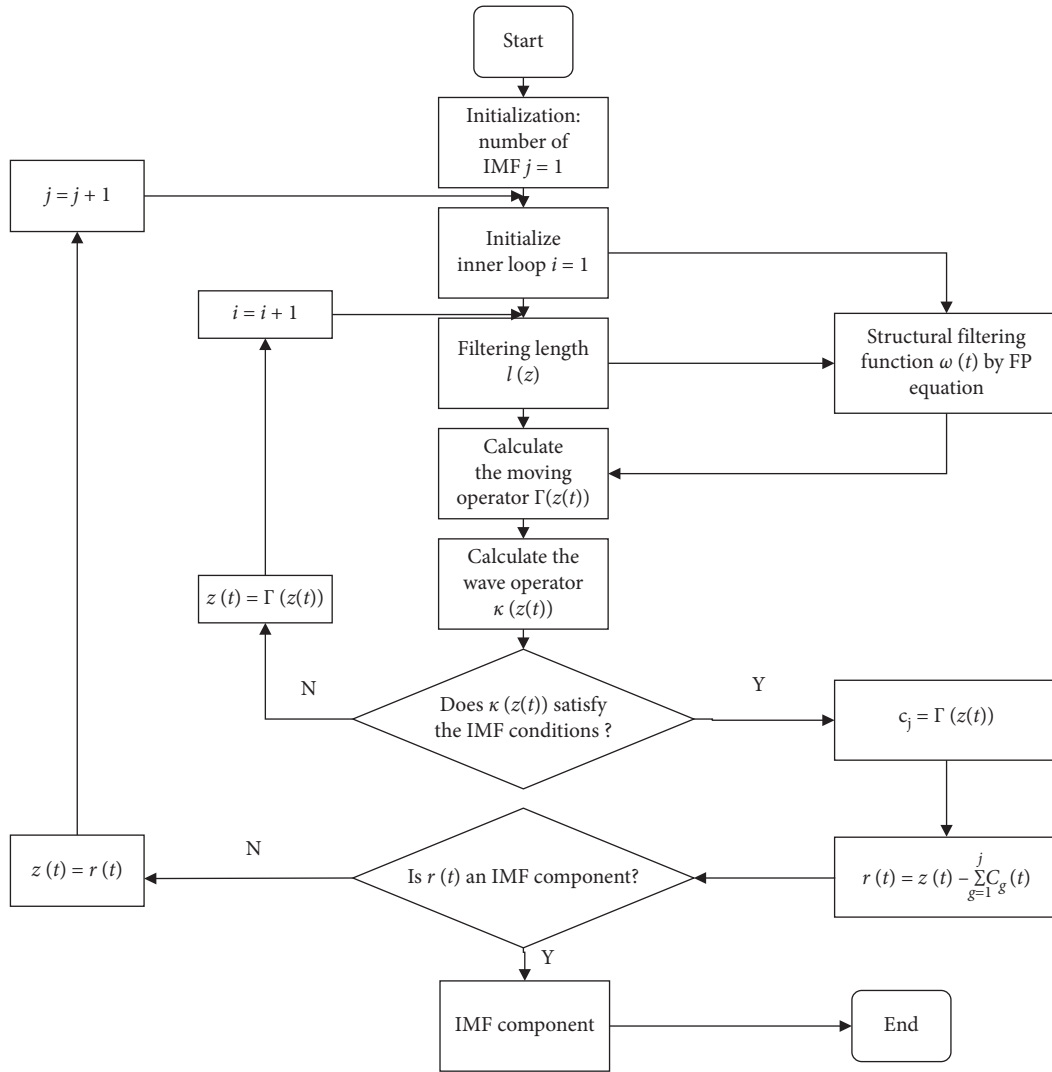 Start
Initialization:
number of
IMF j = 1
j = j + 1
Initialize
inner loop i = 1
i = i + 1
Filtering length
l (z)
Structural filtering
function ω (t) by FP
equation
Calculate
the moving
operator Γ(z(t))
Calculate the
wave operator
κ (z(t))
z (t) = Γ (z(t))
N
Does κ (z(t)) satisfy
the IMF conditions ?
Y
c_j = Γ (z(t))
z (t) = r (t)
N
Is r (t) an IMF component?
r (t) = z (t) – ∑_{g=1}^{j} C_g (t)
Y
IMF component
End